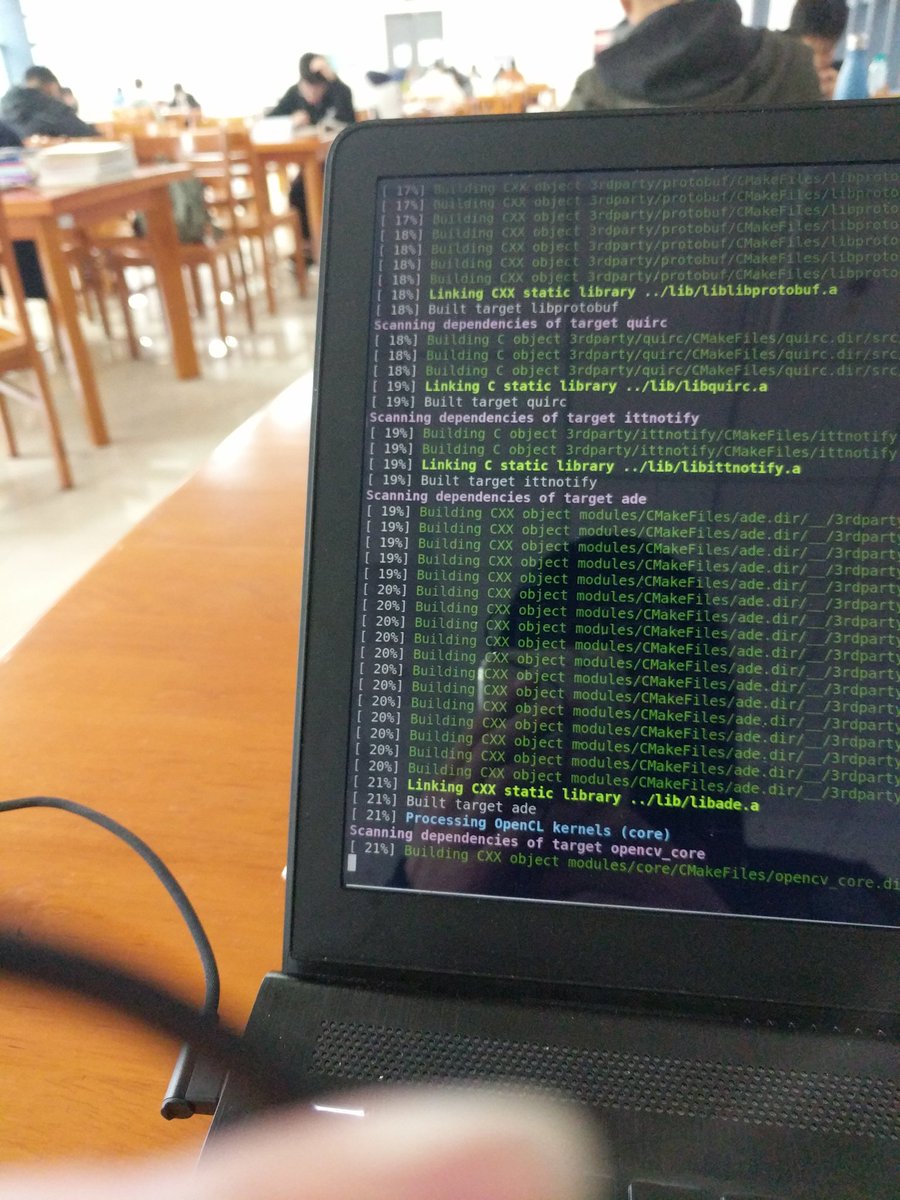 [ 17%] Building CXX object 3rdparty/protobuf/CMakeFiles/libproto
[ 17%] Building CXX object 3rdparty/protobuf/CMakeFiles/libproto
[ 17%] Building CXX object 3rdparty/protobuf/CMakeFiles/libproto
[ 18%] Building CXX object 3rdparty/protobuf/CMakeFiles/libproto
[ 18%] Building CXX object 3rdparty/protobuf/CMakeFiles/libproto
[ 18%] Building CXX object 3rdparty/protobuf/CMakeFiles/libproto
[ 18%] Building CXX object 3rdparty/protobuf/CMakeFiles/libproto
[ 18%] Linking CXX static library ../lib/liblibprotobuf.a
[ 18%] Built target libprotobuf
Scanning dependencies of target quirc
[ 18%] Building C object 3rdparty/quirc/CMakeFiles/quirc.dir/src
[ 18%] Building C object 3rdparty/quirc/CMakeFiles/quirc.dir/src
[ 18%] Building C object 3rdparty/quirc/CMakeFiles/quirc.dir/src
[ 19%] Linking C static library ../lib/libquirc.a
[ 19%] Built target quirc
Scanning dependencies of target ittnotify
[ 19%] Building C object 3rdparty/ittnotify/CMakeFiles/ittnotify
[ 19%] Building C object 3rdparty/ittnotify/CMakeFiles/ittnotify
[ 19%] Linking C static library ../lib/libittnotify.a
[ 19%] Built target ittnotify
Scanning dependencies of target ade
[ 19%] Building CXX object modules/CMakeFiles/ade.dir/__/3rdparty
[ 19%] Building CXX object modules/CMakeFiles/ade.dir/__/3rdparty
[ 19%] Building CXX object modules/CMakeFiles/ade.dir/__/3rdparty
[ 19%] Building CXX object modules/CMakeFiles/ade.dir/__/3rdparty
[ 19%] Building CXX object modules/CMakeFiles/ade.dir/__/3rdparty
[ 20%] Building CXX object modules/CMakeFiles/ade.dir/__/3rdparty
[ 20%] Building CXX object modules/CMakeFiles/ade.dir/__/3rdparty
[ 20%] Building CXX object modules/CMakeFiles/ade.dir/__/3rdparty
[ 20%] Building CXX object modules/CMakeFiles/ade.dir/__/3rdparty
[ 20%] Building CXX object modules/CMakeFiles/ade.dir/__/3rdparty
[ 20%] Building CXX object modules/CMakeFiles/ade.dir/__/3rdparty
[ 20%] Building CXX object modules/CMakeFiles/ade.dir/__/3rdparty
[ 20%] Building CXX object modules/CMakeFiles/ade.dir/__/3rdparty
[ 20%] Building CXX object modules/CMakeFiles/ade.dir/__/3rdparty
[ 20%] Building CXX object modules/CMakeFiles/ade.dir/__/3rdparty
[ 20%] Building CXX object modules/CMakeFiles/ade.dir/__/3rdparty
[ 20%] Building CXX object modules/CMakeFiles/ade.dir/__/3rdparty
[ 21%] Linking CXX static library ../lib/libade.a
[ 21%] Built target ade
[ 21%] Processing OpenCL kernels (core)
Scanning dependencies of target opencv_core
[ 21%] Building CXX object modules/core/CMakeFiles/opencv_core.di